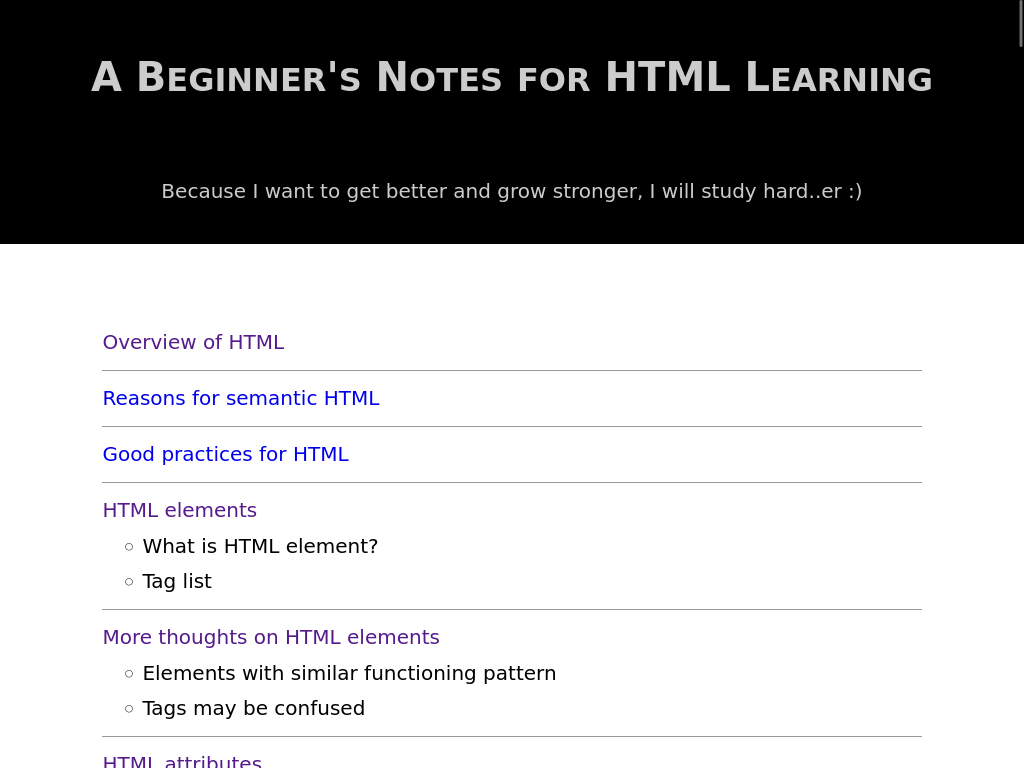 A Beginner's Notes for HTML Learning
Because I want to get better and grow stronger, I will study hard..er :)
Overview of HTML
Reasons for semantic HTML
Good practices for HTML
HTML elements
What is HTML element?
Tag list
More thoughts on HTML elements
Elements with similar functioning pattern
Tags may be confused
HTML attributes